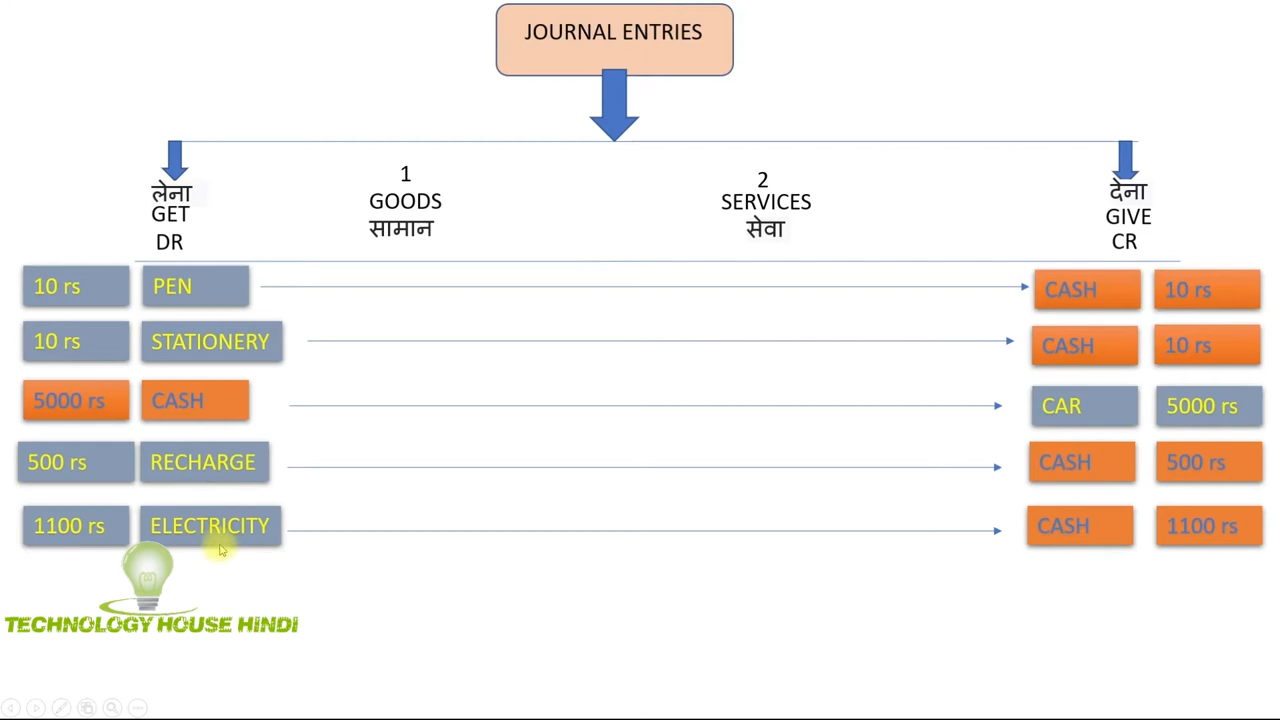 JOURNAL ENTRIES
लेना
GET
DR
1
GOODS
सामान
2
SERVICES
सेवा
देना
GIVE
CR
10 rs PEN CASH 10 rs
10 rs STATIONERY CASH 10 rs
5000 rs CASH CAR 5000 rs
500 rs RECHARGE CASH 500 rs
1100 rs ELECTRICITY CASH 1100 rs
TECHNOLOGY HOUSE HINDI